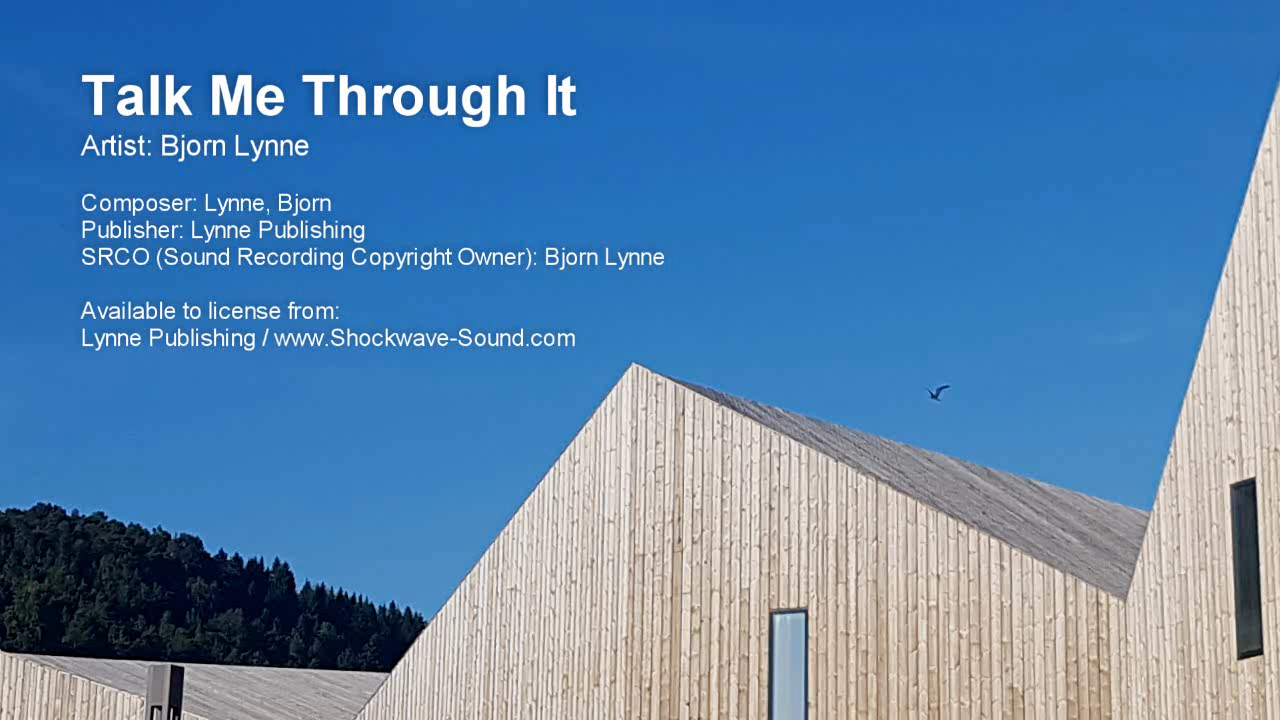 Talk Me Through It
Artist: Bjorn Lynne
Composer: Lynne, Bjorn
Publisher: Lynne Publishing
SRCO (Sound Recording Copyright Owner): Bjorn Lynne
Available to license from:
Lynne Publishing / www.Shockwave-Sound.com